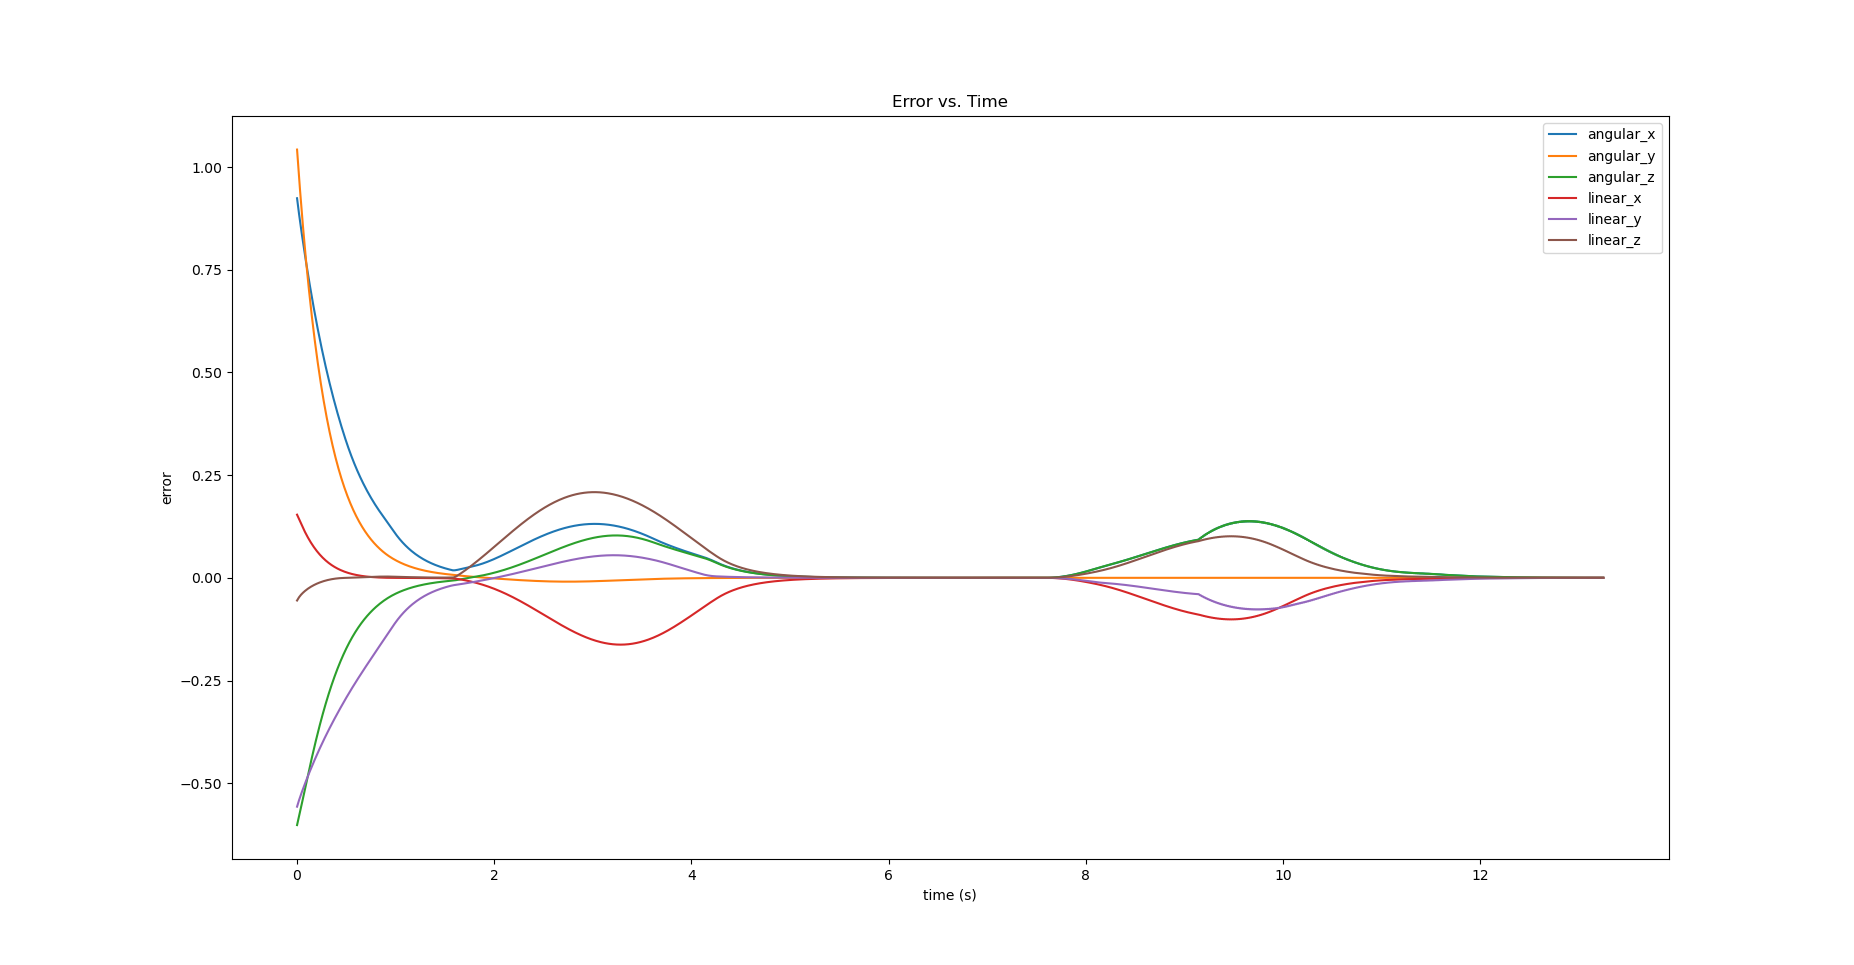 Error vs. Time
angular_x
angular_y
angular_z
linear_x
linear_y
linear_z
1.00
0.75
0.50
0.25
0.00
−0.25
−0.50
error
0
2
4
6
8
10
12
time (s)